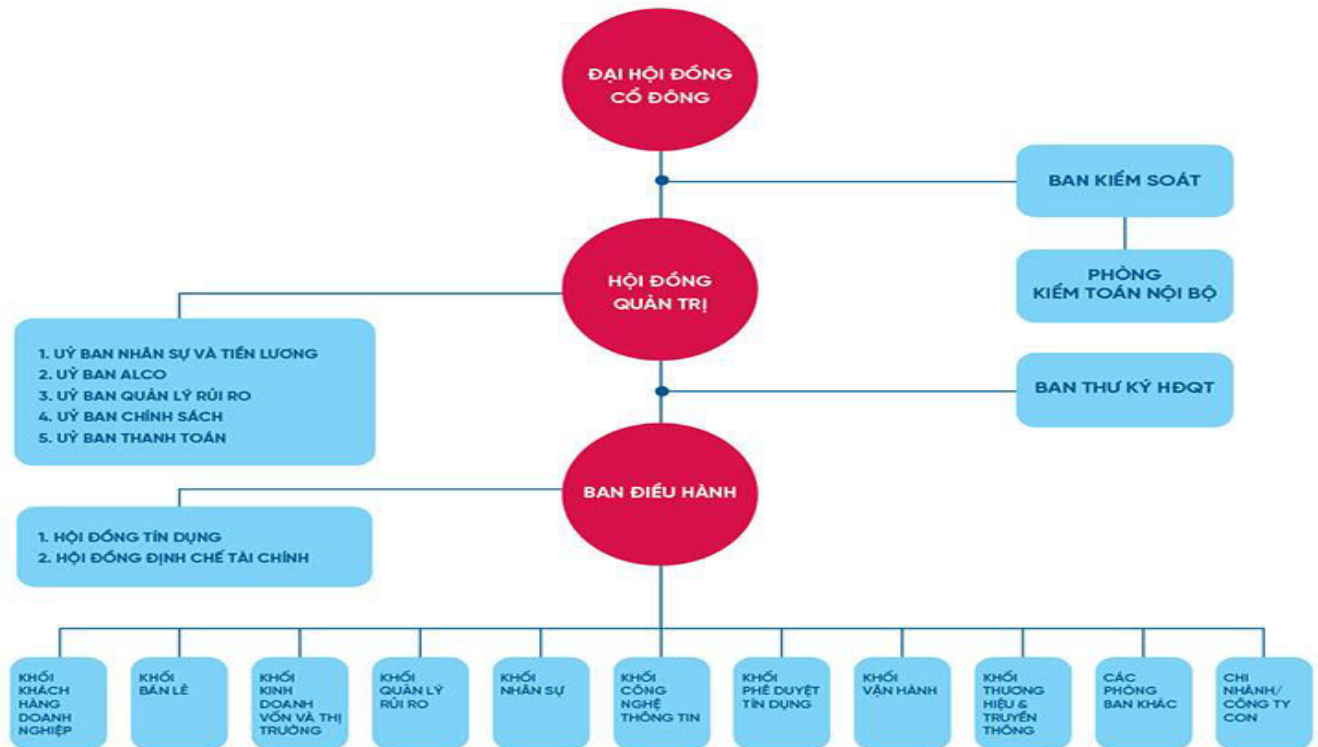 ĐẠI HỘI ĐỒNG
CỔ ĐÔNG
BAN KIỂM SOÁT
PHÒNG
KIỂM TOÁN NỘI BỘ
HỘI ĐỒNG
QUẢN TRỊ
1. UỶ BAN NHÂN SỰ VÀ TIỀN LƯƠNG
2. UỶ BAN ALCO
3. UỶ BAN QUẢN LÝ RỦI RO
4. UỶ BAN CHÍNH SÁCH
5. UỶ BAN THANH TOÁN
BAN THƯ KÝ HĐQT
BAN ĐIỀU HÀNH
1. HỘI ĐỒNG TÍN DỤNG
2. HỘI ĐỒNG ĐỊNH CHẾ TÀI CHÍNH
KHỐI
KHÁCH
HÀNG
DOANH
NGHIỆP
KHỐI
BÁN LẺ
KHỐI
KINH
DOANH
VỐN VÀ THỊ
TRƯỜNG
KHỐI
QUẢN LÝ
RỦI RO
KHỐI
NHÂN SỰ
KHỐI
CÔNG
NGHỆ
THÔNG TIN
KHỐI
PHÊ DUYỆT
TÍN DỤNG
KHỐI
VẬN HÀNH
KHỐI
THƯƠNG
HIỆU &
TRUYỀN
THÔNG
CÁC
PHÒNG
BAN KHÁC
CHI
NHÁNH/
CÔNG TY
CON